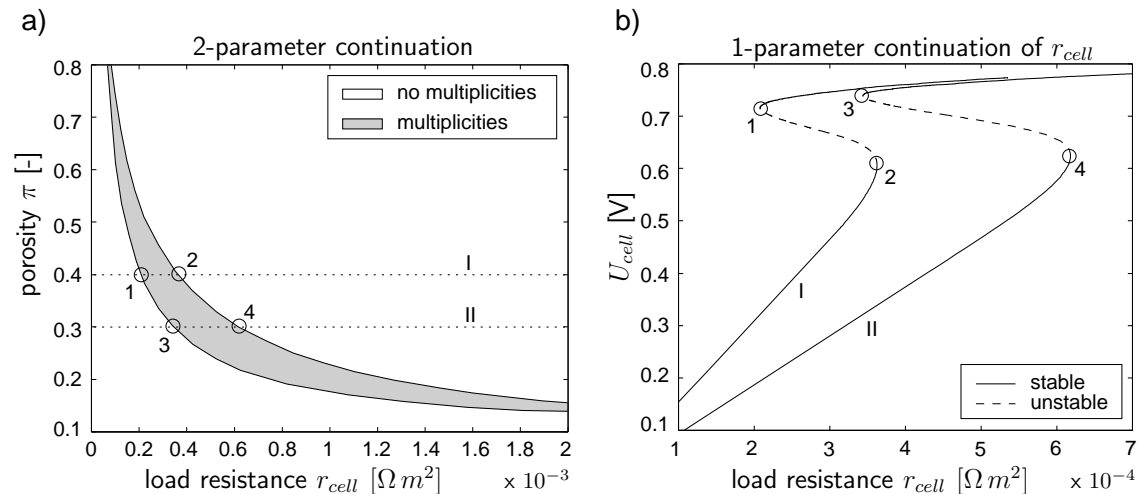 a)
2-parameter continuation
0.8
0.7
0.6
0.5
0.4
0.3
0.2
0.1
porosity π [-]
no multiplicities
multiplicities
1
2
3
4
I
II
0
0.2
0.4
0.6
0.8
1
1.2
1.4
1.6
1.8
2
load resistance r_cell [Ω m²]
× 10⁻³
b)
1-parameter continuation of r_cell
0.8
0.7
0.6
0.5
0.4
0.3
0.2
0.1
U_cell [V]
1
2
3
4
I
II
stable
unstable
1
2
3
4
5
6
7
load resistance r_cell [Ω m²]
× 10⁻⁴